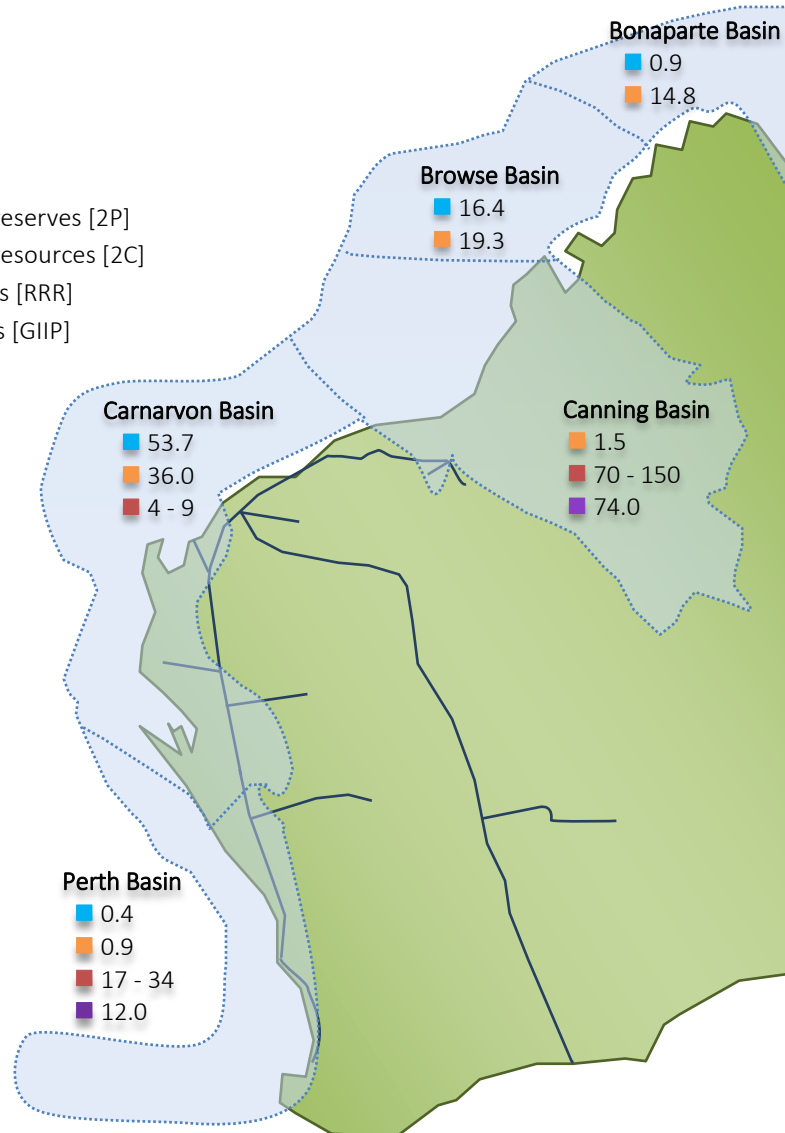 Bonaparte Basin
0.9
14.8
Browse Basin
16.4
19.3
eserves [2P]
esources [2C]
s [RRR]
s [GIIP]
Carnarvon Basin
53.7
36.0
4 - 9
Canning Basin
1.5
70 - 150
74.0
Perth Basin
0.4
0.9
17 - 34
12.0